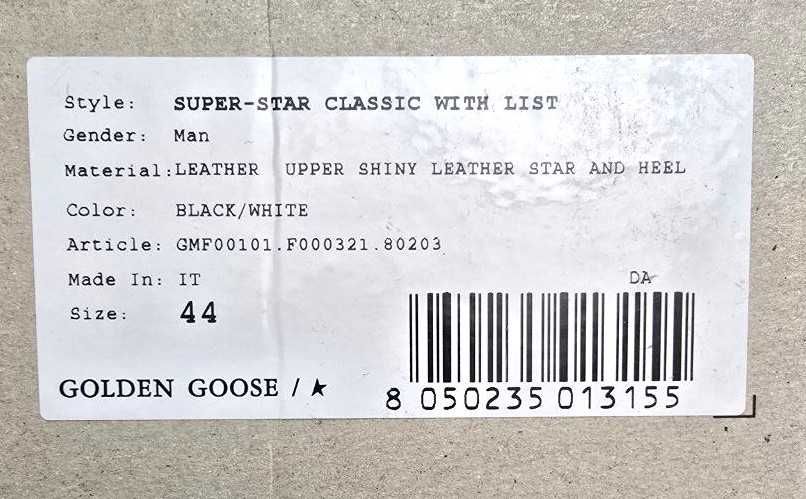 Style: SUPER-STAR CLASSIC WITH LIST
Gender: Man
Material:LEATHER UPPER SHINY LEATHER STAR AND HEEL
Color: BLACK/WHITE
Article: GMF00101.F000321.80203
Made In: IT
DA
Size: 44
GOLDEN GOOSE /
8 050235 013155